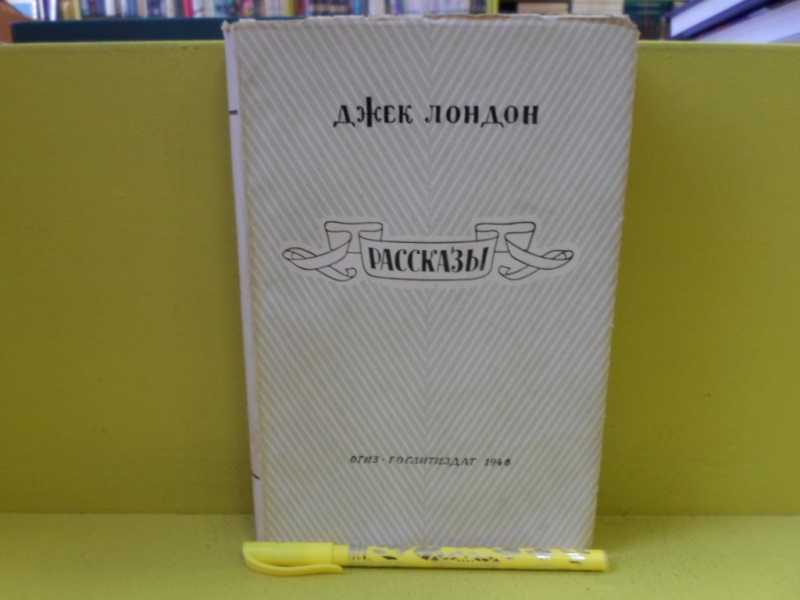 ДЖЕК ЛОНДОН
РАССКАЗЫ
ОГИЗ · ГОСЛИТИЗДАТ 1948